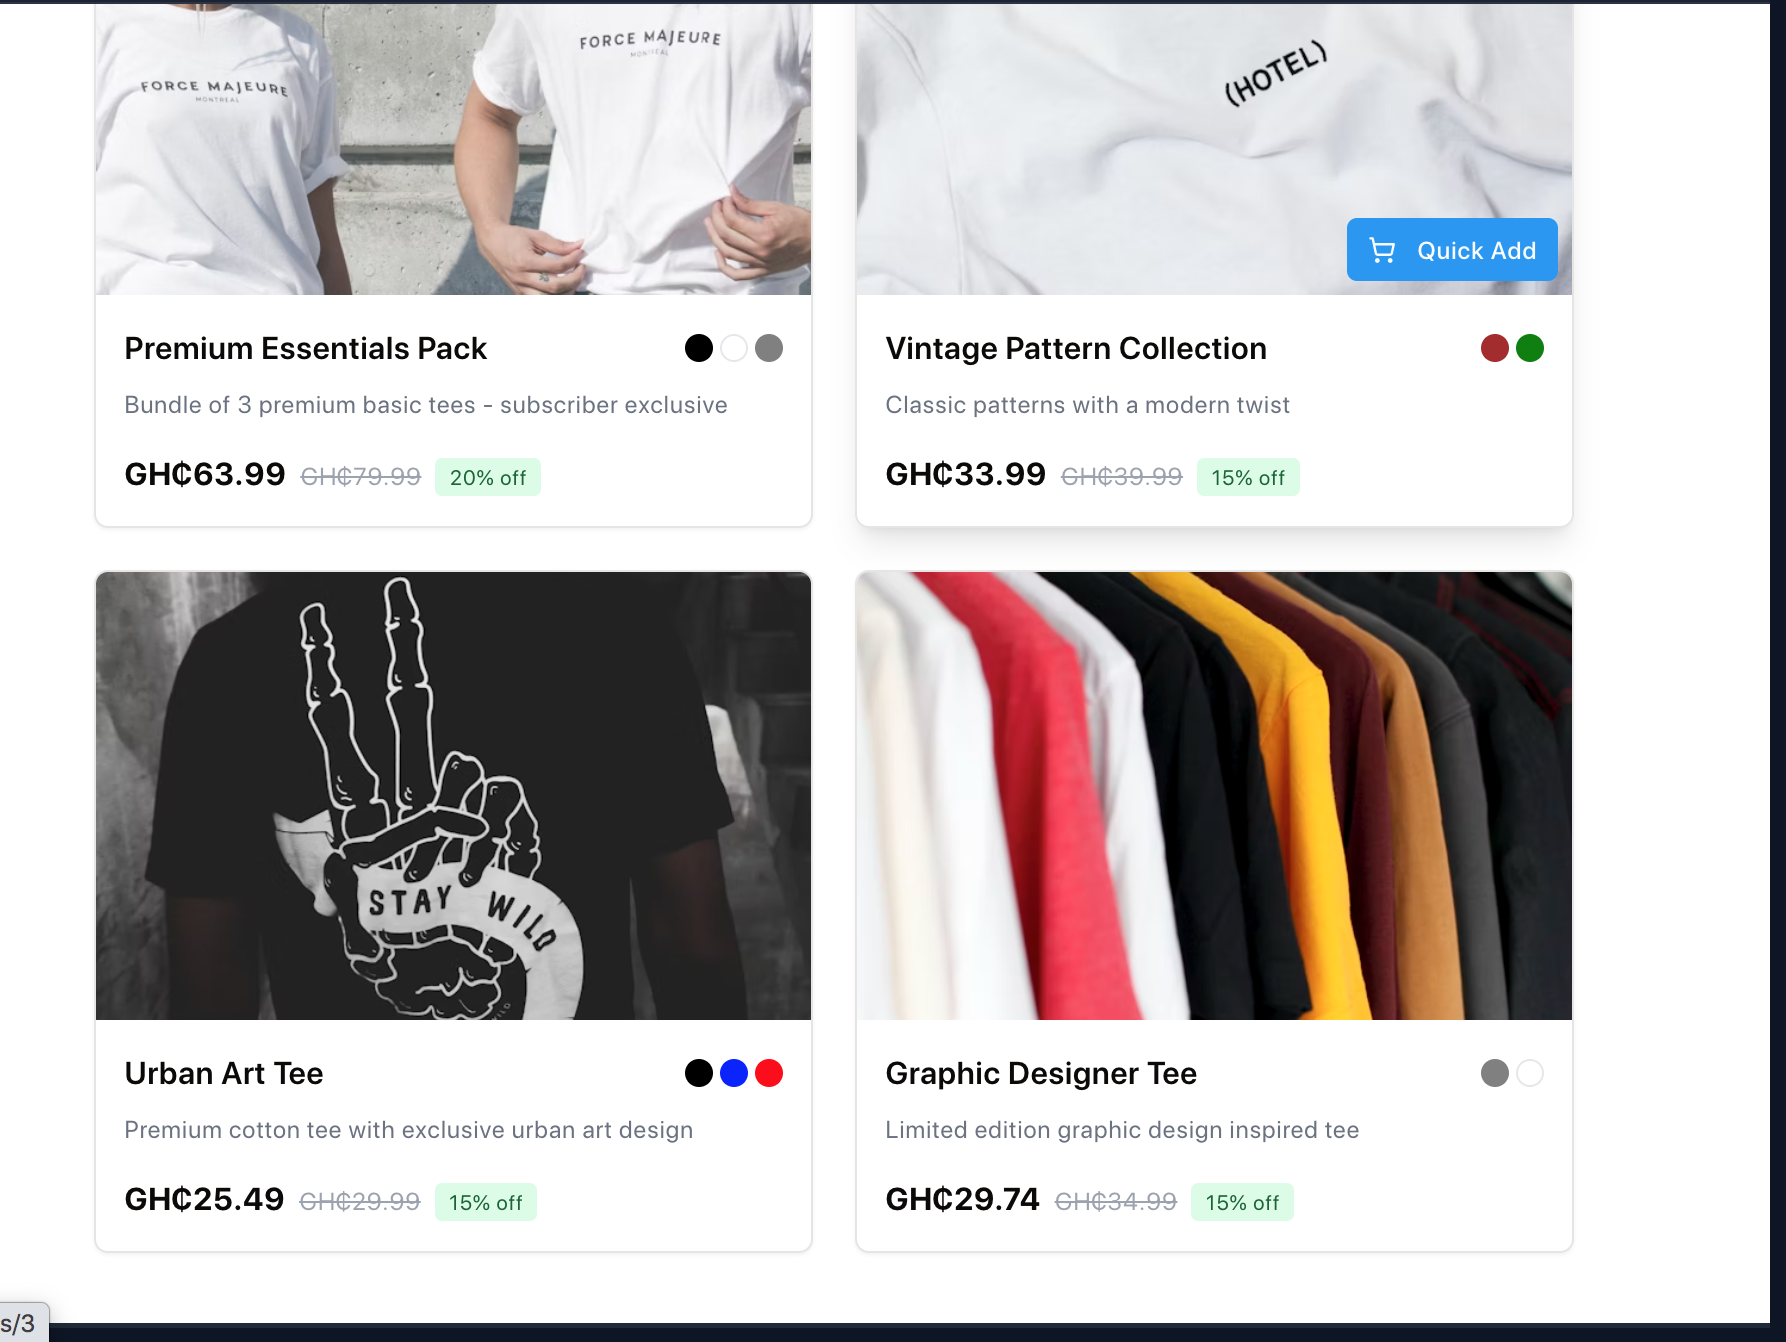 FORCE MAJEURE
MONTREAL
FORCE MAJEURE
MONTREAL
(HOTEL)
Quick Add
Premium Essentials Pack
Bundle of 3 premium basic tees - subscriber exclusive
GH₵63.99 GH₵79.99 20% off
Vintage Pattern Collection
Classic patterns with a modern twist
GH₵33.99 GH₵39.99 15% off
STAY WILD
Urban Art Tee
Premium cotton tee with exclusive urban art design
GH₵25.49 GH₵29.99 15% off
Graphic Designer Tee
Limited edition graphic design inspired tee
GH₵29.74 GH₵34.99 15% off
s/3